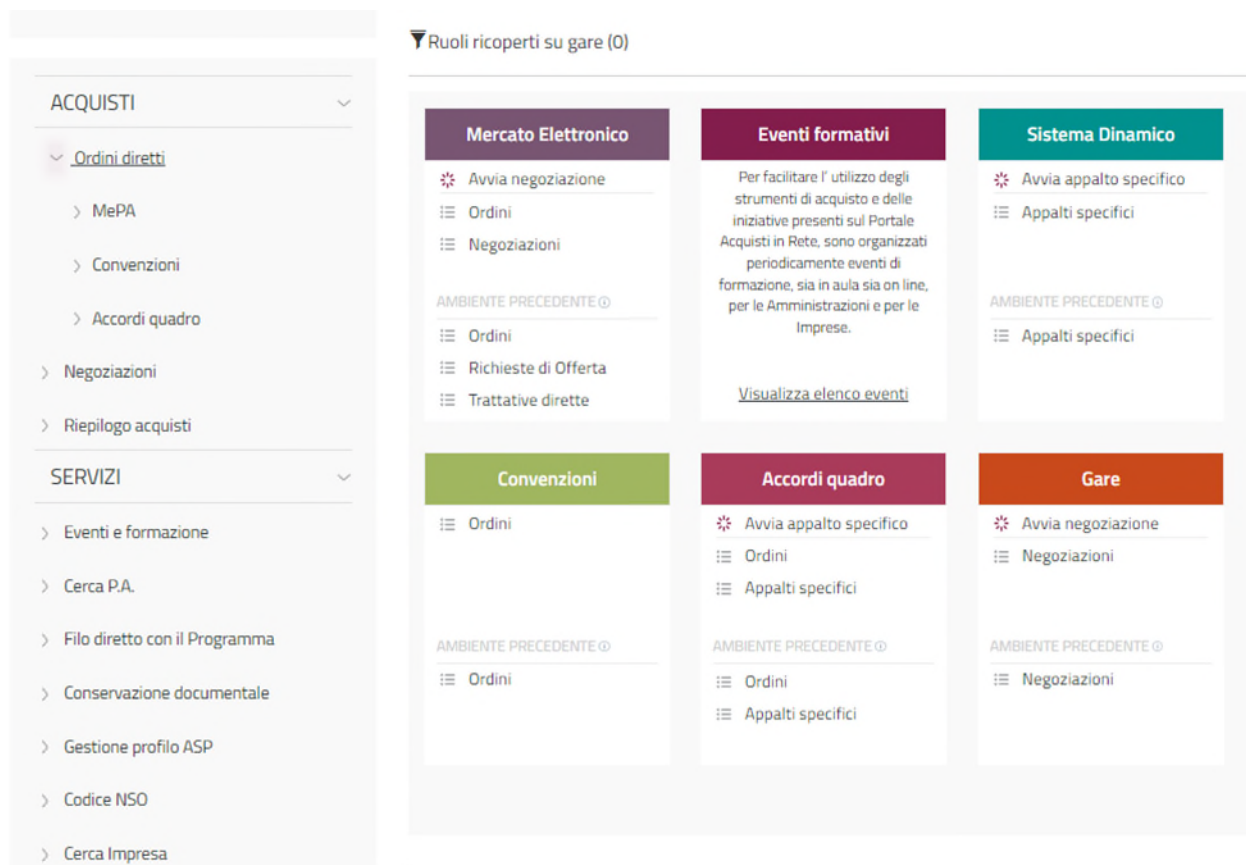 Ruoli ricoperti su gare (0)
ACQUISTI
Ordini diretti
MePA
Convenzioni
Accordi quadro
Negoziazioni
Riepilogo acquisti
SERVIZI
Eventi e formazione
Cerca P.A.
Filo diretto con il Programma
Conservazione documentale
Gestione profilo ASP
Codice NSO
Cerca Impresa
Mercato Elettronico
Avvia negoziazione
Ordini
Negoziazioni
AMBIENTE PRECEDENTE
Ordini
Richieste di Offerta
Trattative dirette
Eventi formativi
Per facilitare l' utilizzo degli
strumenti di acquisto e delle
iniziative presenti sul Portale
Acquisti in Rete, sono organizzati
periodicamente eventi di
formazione, sia in aula sia on line,
per le Amministrazioni e per le
Imprese.
Visualizza elenco eventi
Sistema Dinamico
Avvia appalto specifico
Appalti specifici
AMBIENTE PRECEDENTE
Appalti specifici
Convenzioni
Ordini
AMBIENTE PRECEDENTE
Ordini
Accordi quadro
Avvia appalto specifico
Ordini
Appalti specifici
AMBIENTE PRECEDENTE
Ordini
Appalti specifici
Gare
Avvia negoziazione
Negoziazioni
AMBIENTE PRECEDENTE
Negoziazioni